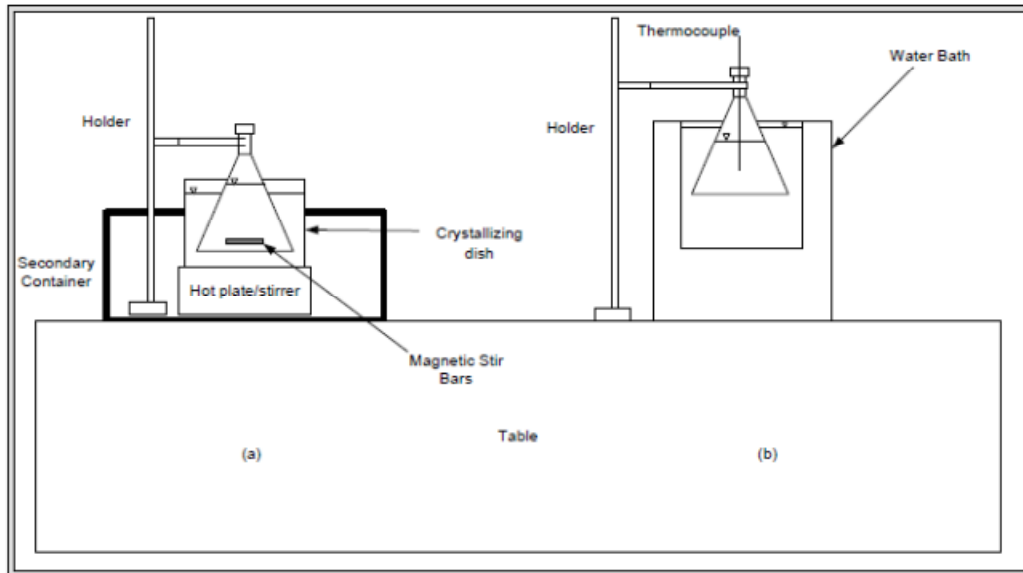 Thermocouple
Water Bath
Holder
Holder
Crystallizing
dish
Secondary
Container
Hot plate/stirrer
Magnetic Stir
Bars
Table
(a)
(b)